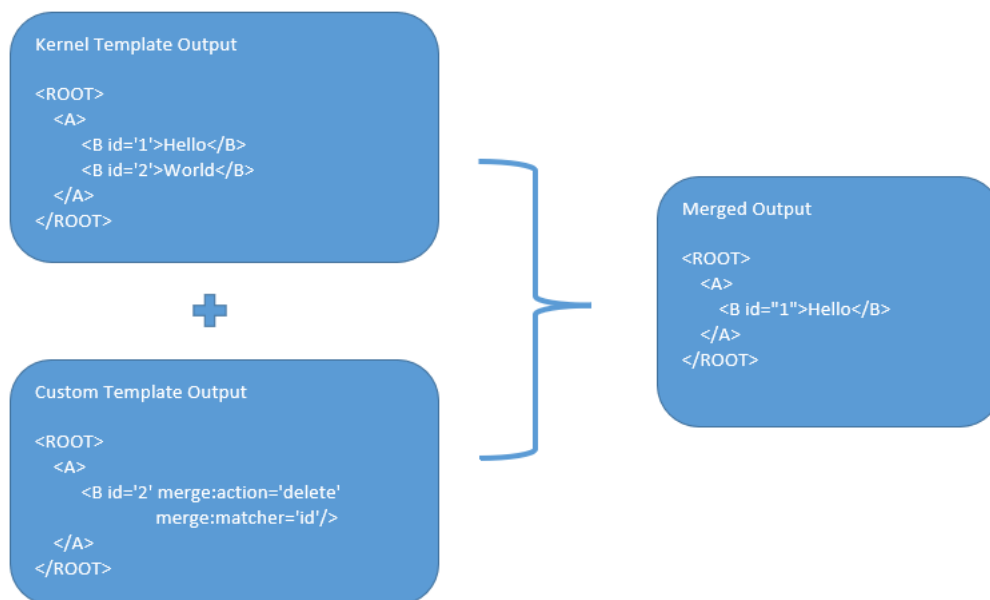 Kernel Template Output
<ROOT>
<A>
<B id='1'>Hello</B>
<B id='2'>World</B>
</A>
</ROOT>
Custom Template Output
<ROOT>
<A>
<B id='2' merge:action='delete'
merge:matcher='id'/>
</A>
</ROOT>
Merged Output
<ROOT>
<A>
<B id="1">Hello</B>
</A>
</ROOT>